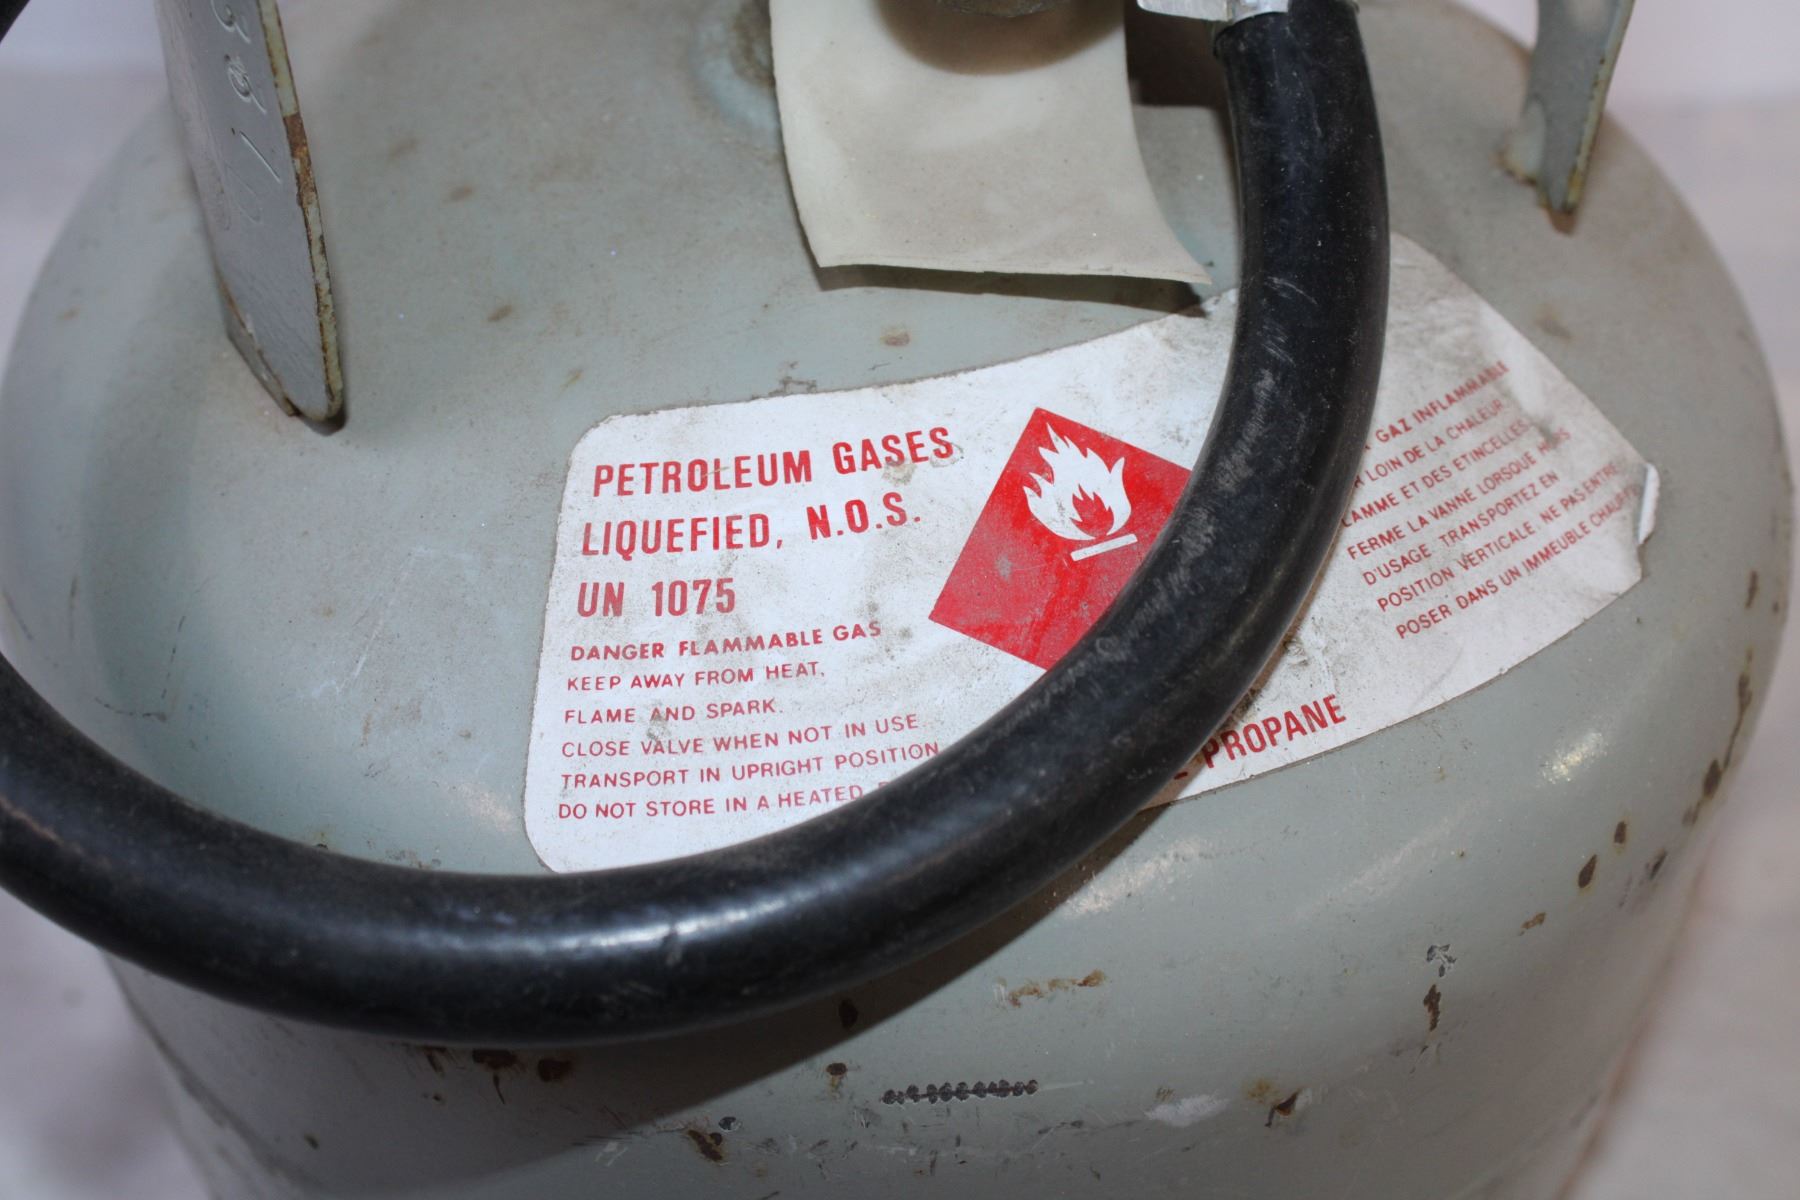 PETROLEUM GASES
LIQUEFIED, N.O.S.
UN 1075
DANGER FLAMMABLE GAS
KEEP AWAY FROM HEAT,
FLAME AND SPARK.
CLOSE VALVE WHEN NOT IN USE
TRANSPORT IN UPRIGHT POSITION
DO NOT STORE IN A HEATED
GAZ INFLAMMABLE
LOIN DE LA CHALEUR,
ET DES ETINCELLES.
FERME LA VANNE LORSQUE HORS
D'USAGE. TRANSPORTEZ EN
POSITION VERTICALE. NE PAS ENTRE
POSER DANS UN IMMEUBLE CHAUFFÉ
PROPANE